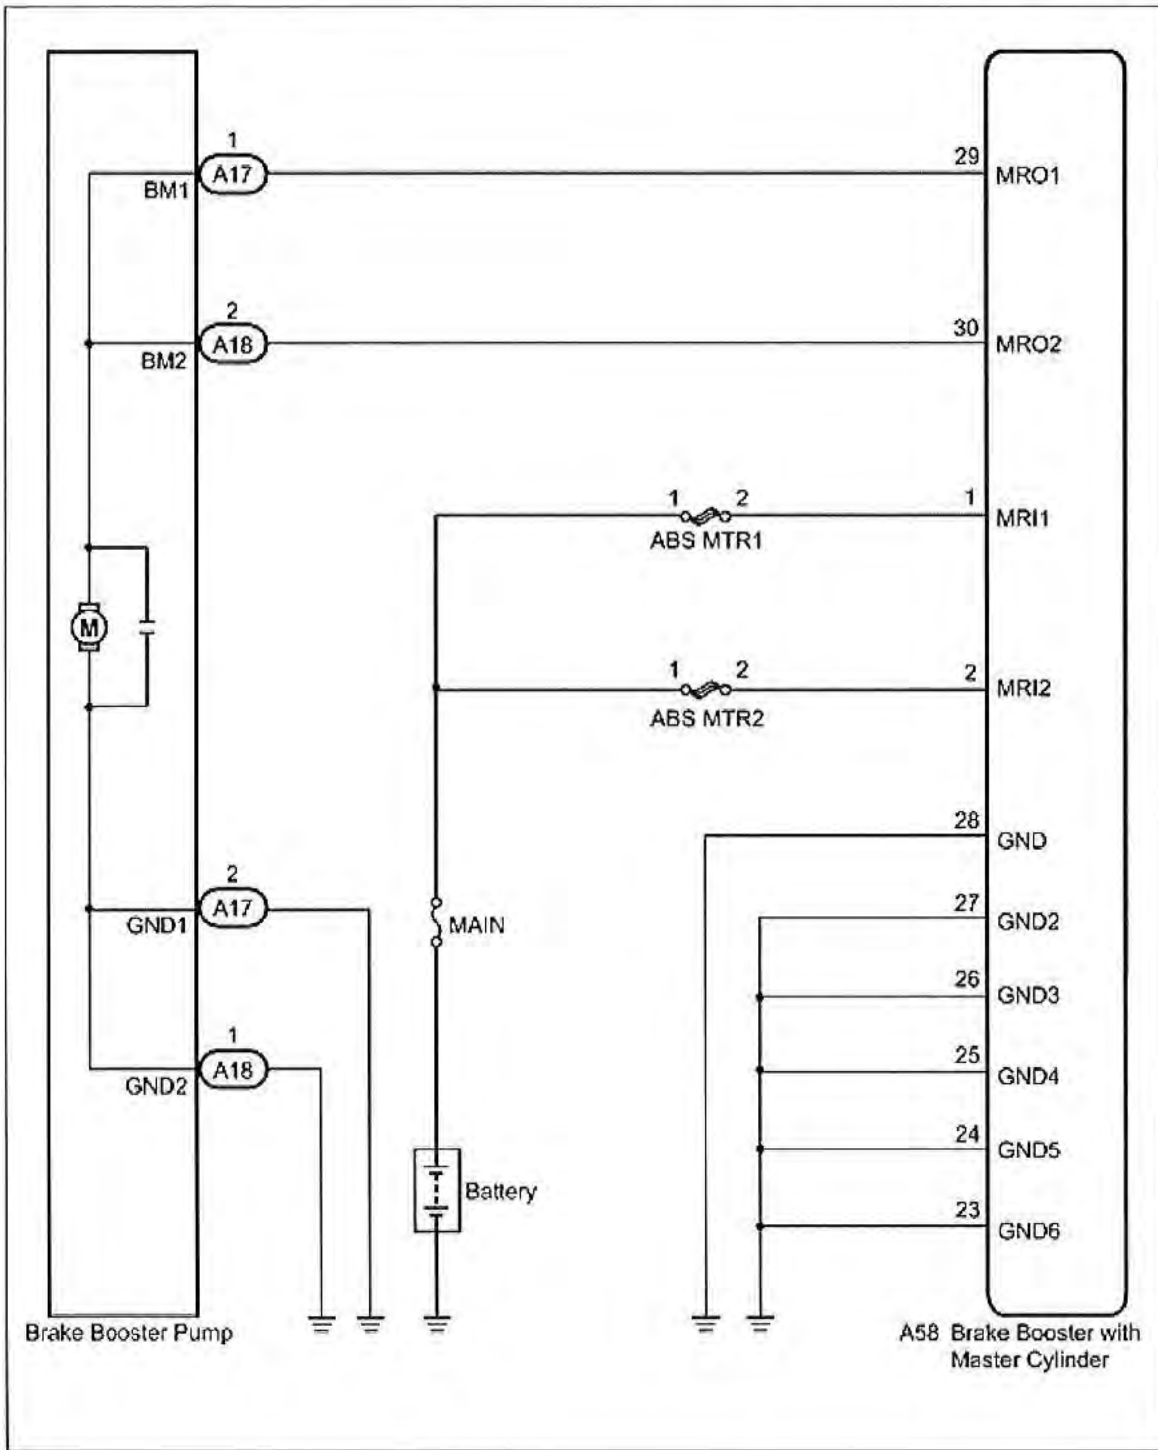 1
A17
BM1
29
MRO1
2
A18
BM2
30
MRO2
1 2
ABS MTR1
1
MRI1
M
1 2
ABS MTR2
2
MRI2
28
GND
2
A17
GND1
MAIN
27
GND2
26
GND3
1
A18
GND2
25
GND4
24
GND5
Battery
23
GND6
Brake Booster Pump
A58 Brake Booster with
Master Cylinder